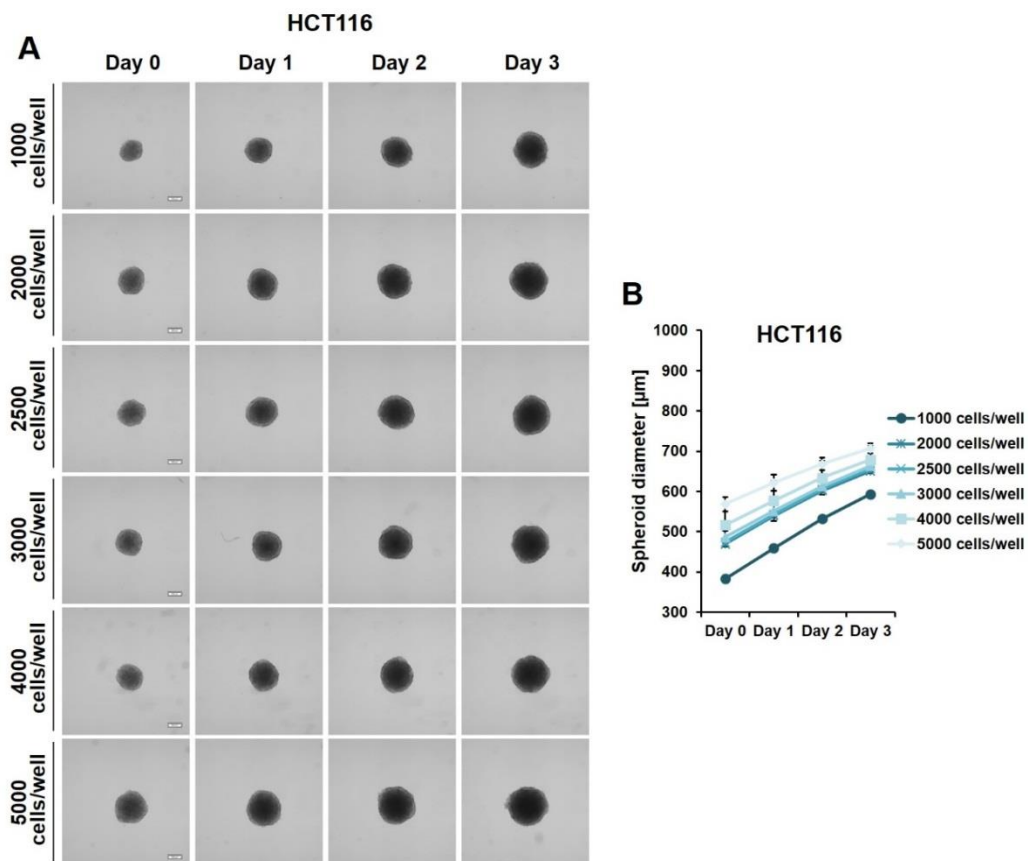 A
HCT116
Day 0 Day 1 Day 2 Day 3
1000
cells/well
2000
cells/well
2500
cells/well
3000
cells/well
4000
cells/well
5000
cells/well
B
HCT116
Spheroid diameter [µm]
1000
900
800
700
600
500
400
300
Day 0 Day 1 Day 2 Day 3
1000 cells/well
2000 cells/well
2500 cells/well
3000 cells/well
4000 cells/well
5000 cells/well